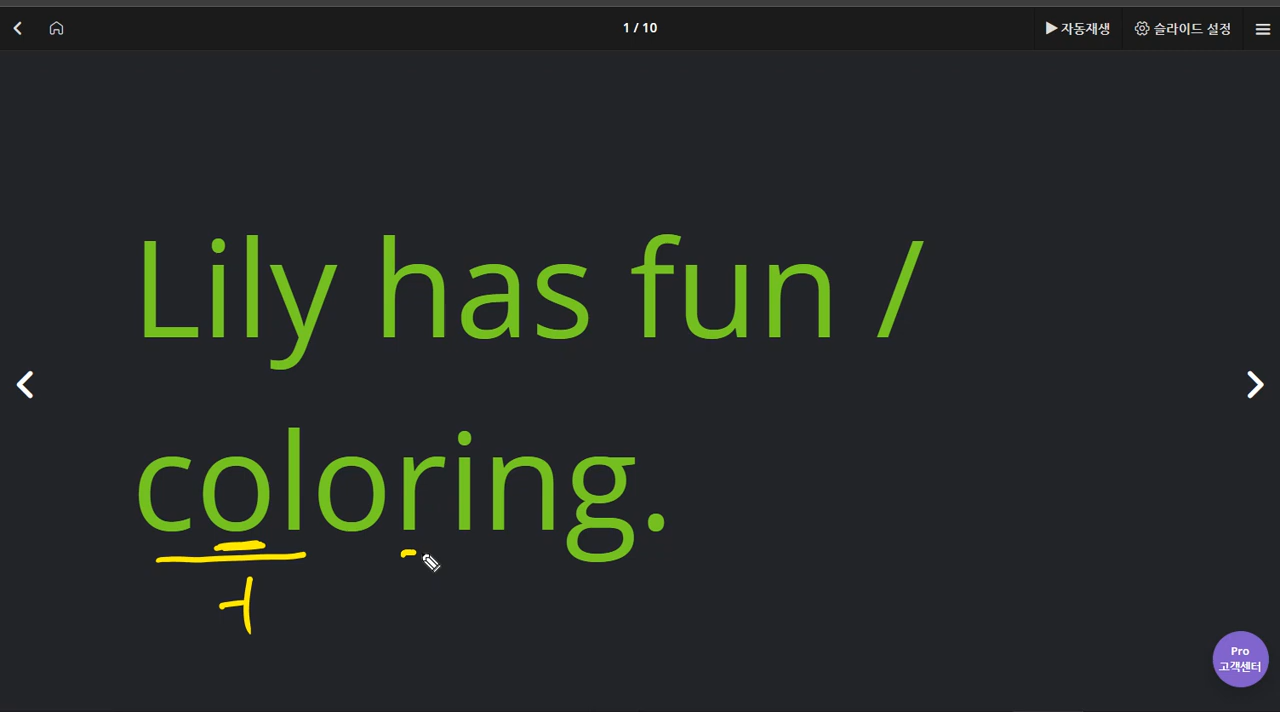 1 / 10
▶ 자동재생
슬라이드 설정
Lily has fun /
coloring.
ㅓ
Pro
고객센터